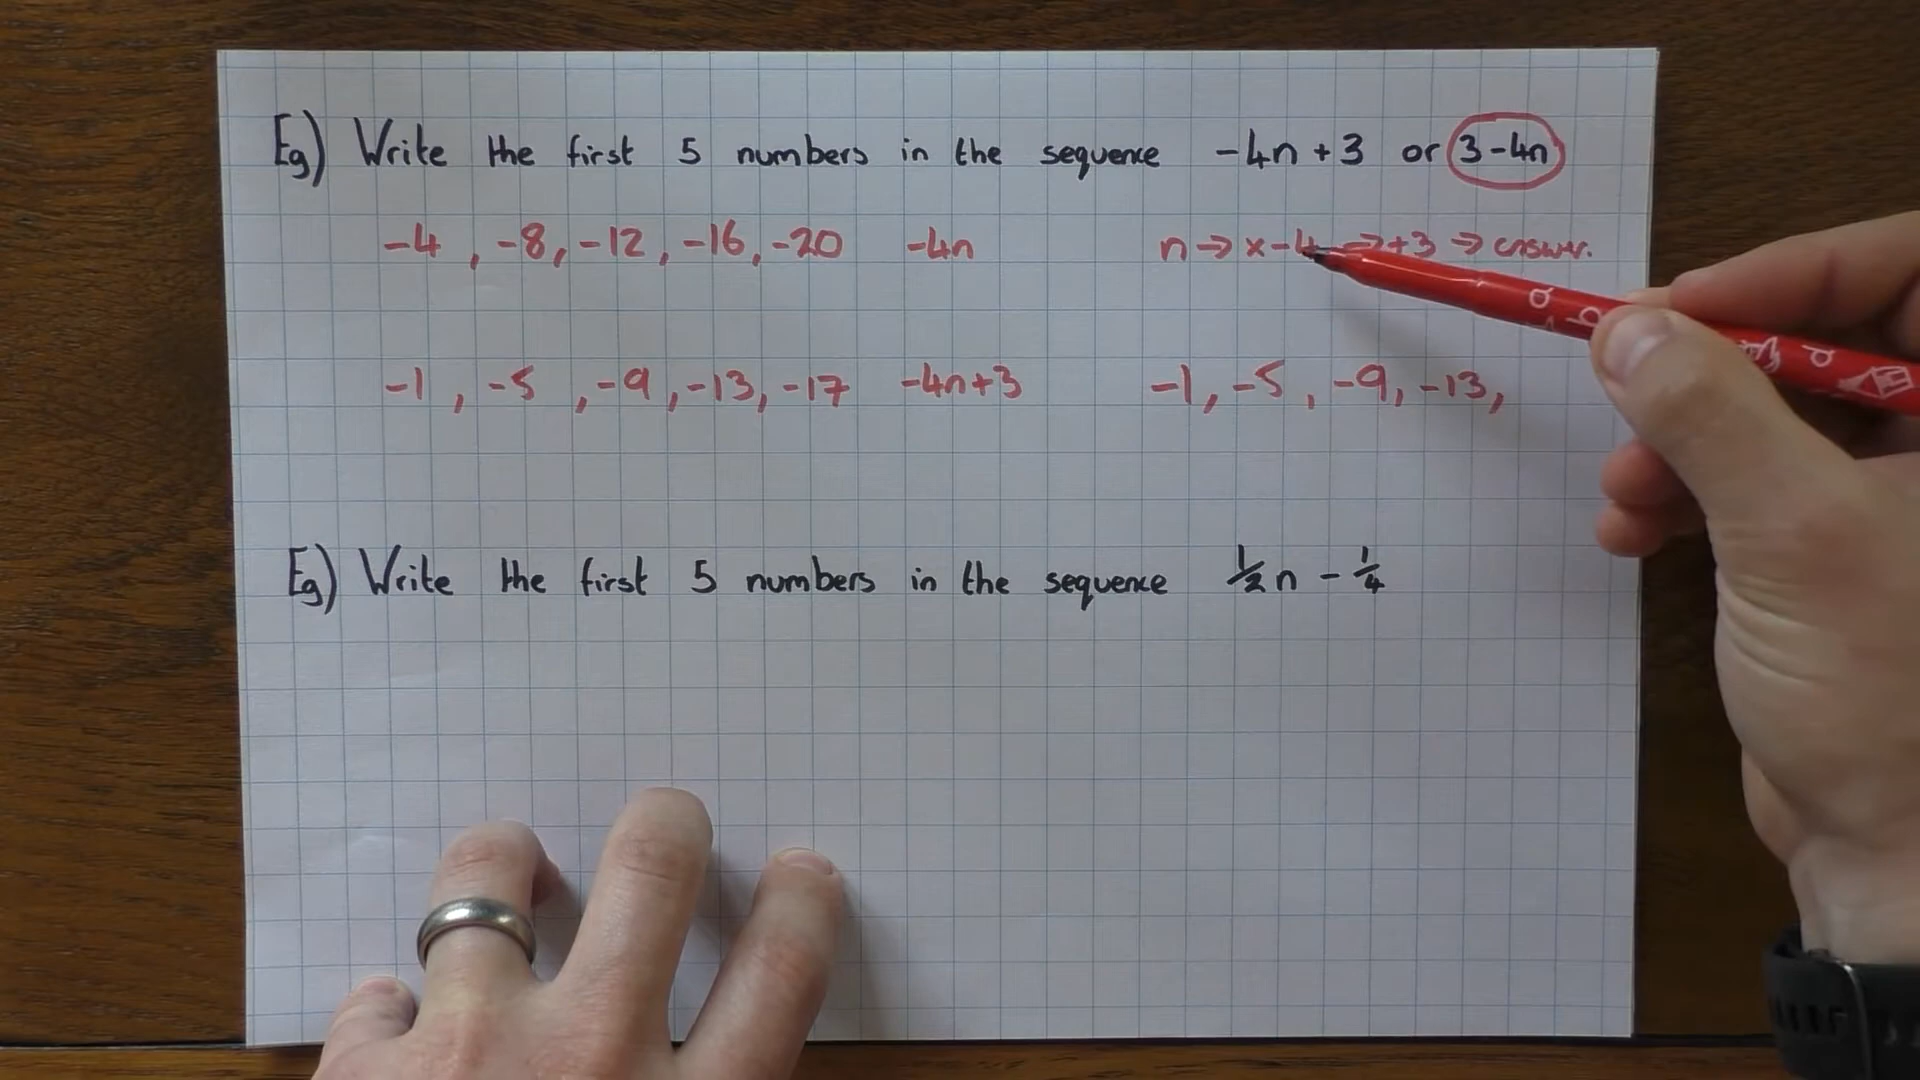 Eg) Write the first 5 numbers in the sequence -4n + 3 or 3-4n
-4, -8, -12, -16, -20 -4n
n → x-4 → +3 → answer.
-1, -5, -9, -13, -17 -4n+3
-1, -5, -9, -13,
Eg) Write the first 5 numbers in the sequence ½n - ¼